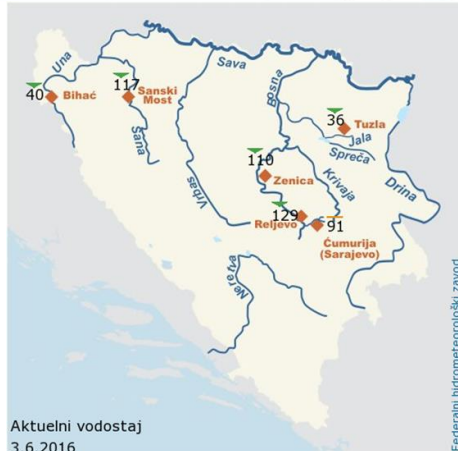 Una
Sava
Bosna
40
Bihać
117
Sanski
Most
Sana
Vrbas
36
Tuzla
Jala
Spreča
110
Zenica
Krivaja
Drina
129
Reljevo
91
Ćumurija
(Sarajevo)
Neretva
Aktuelni vodostaj
3.6.2016
Federalni hidrometeorološki zavod